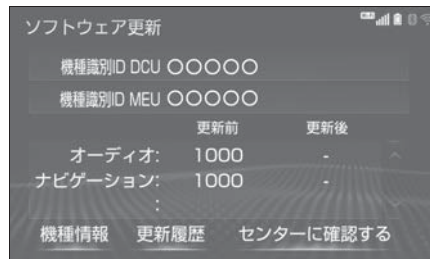 ソフトウェア更新
機種識別ID DCU ○○○○○
機種識別ID MEU ○○○○○
更新前 更新後
オーディオ: 1000 -
ナビゲーション: 1000 -
:
機種情報 更新履歴 センターに確認する